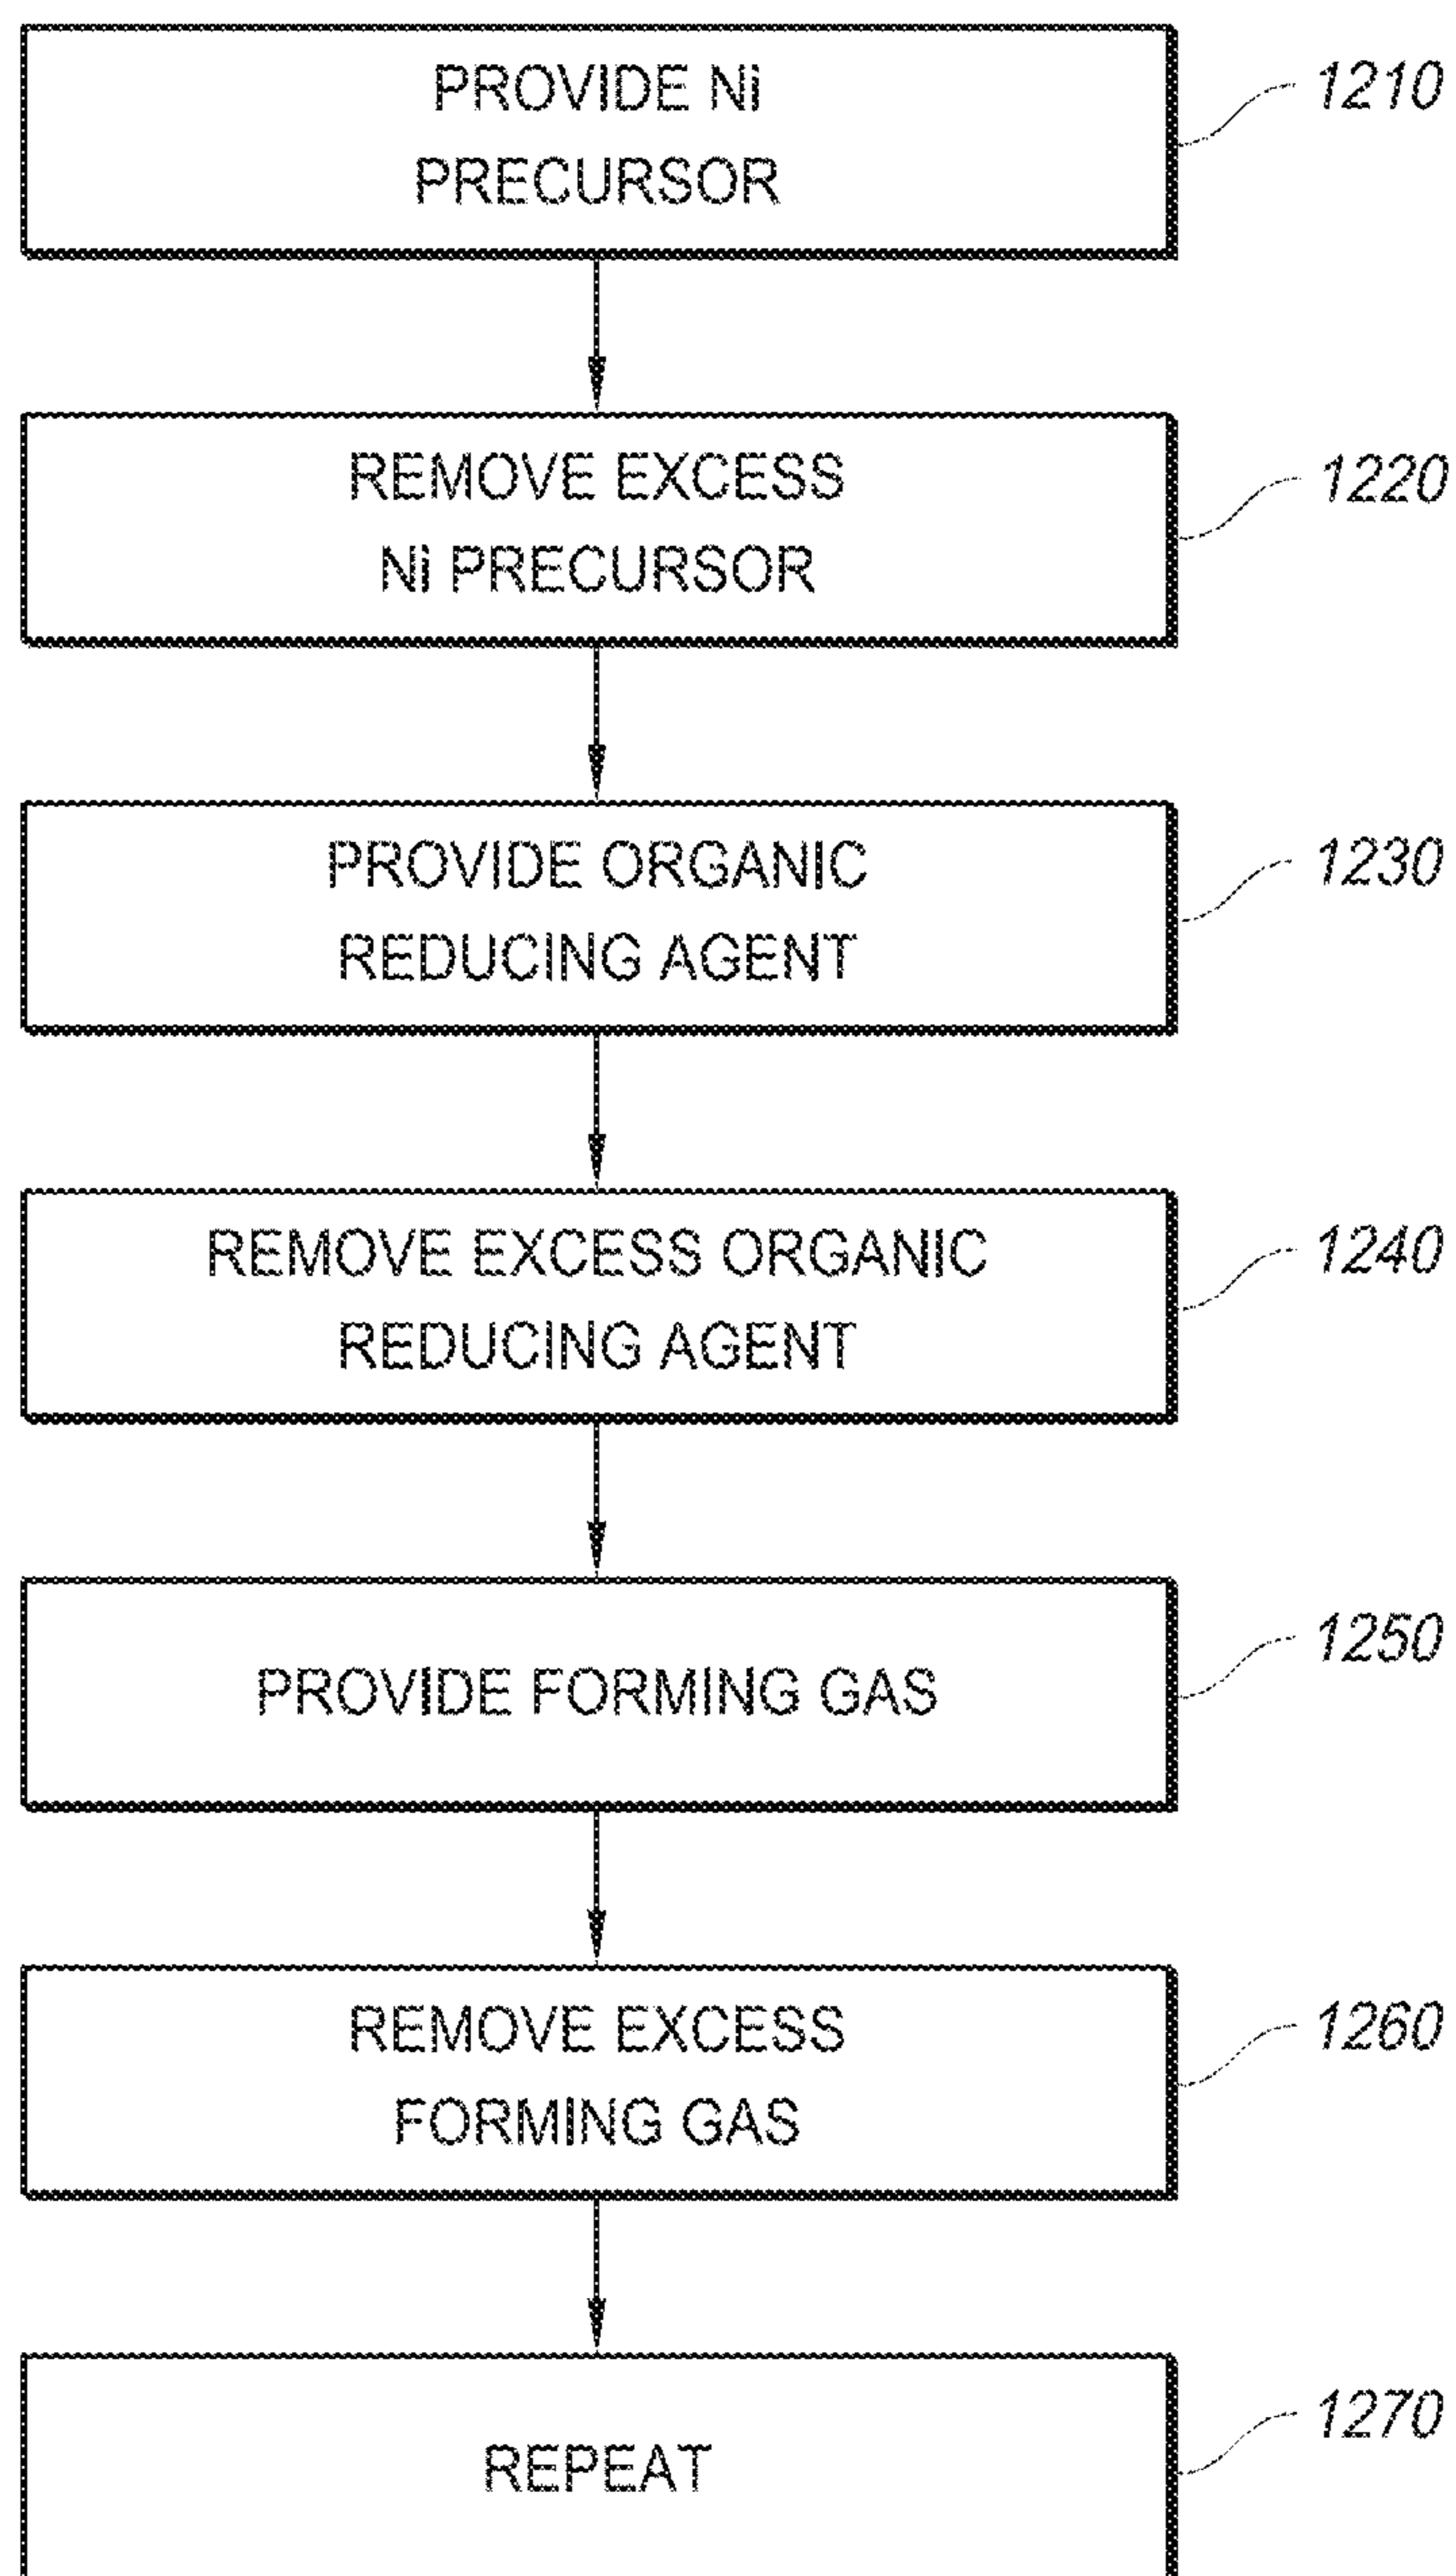 PROVIDE Ni
PRECURSOR
1210
REMOVE EXCESS
Ni PRECURSOR
1220
PROVIDE ORGANIC
REDUCING AGENT
1230
REMOVE EXCESS ORGANIC
REDUCING AGENT
1240
PROVIDE FORMING GAS
1250
REMOVE EXCESS
FORMING GAS
1260
REPEAT
1270